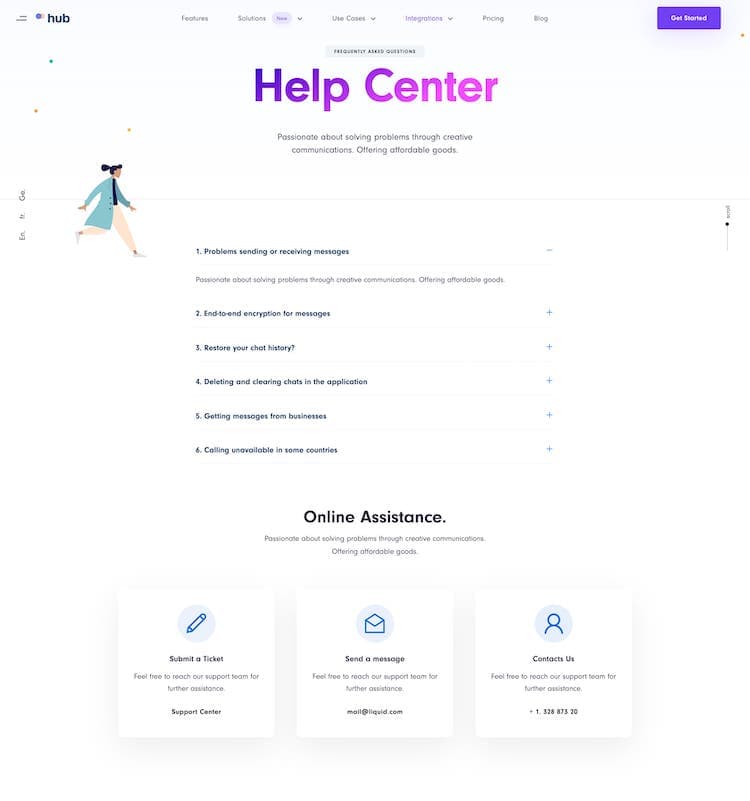 hub
Features
Solutions
New
Use Cases
Integrations
Pricing
Blog
Get Started
FREQUENTLY ASKED QUESTIONS
Help Center
Passionate about solving problems through creative
communications. Offering affordable goods.
Ge.
fr.
En.
scroll
1. Problems sending or receiving messages
Passionate about solving problems through creative communications. Offering affordable goods.
2. End-to-end encryption for messages
3. Restore your chat history?
4. Deleting and clearing chats in the application
5. Getting messages from businesses
6. Calling unavailable in some countries
Online Assistance.
Passionate about solving problems through creative communications.
Offering affordable goods.
Submit a Ticket
Feel free to reach our support team for
further assistance.
Support Center
Send a message
Feel free to reach our support team for
further assistance.
mail@liquid.com
Contacts Us
Feel free to reach our support team for
further assistance.
+ 1. 328 873 20